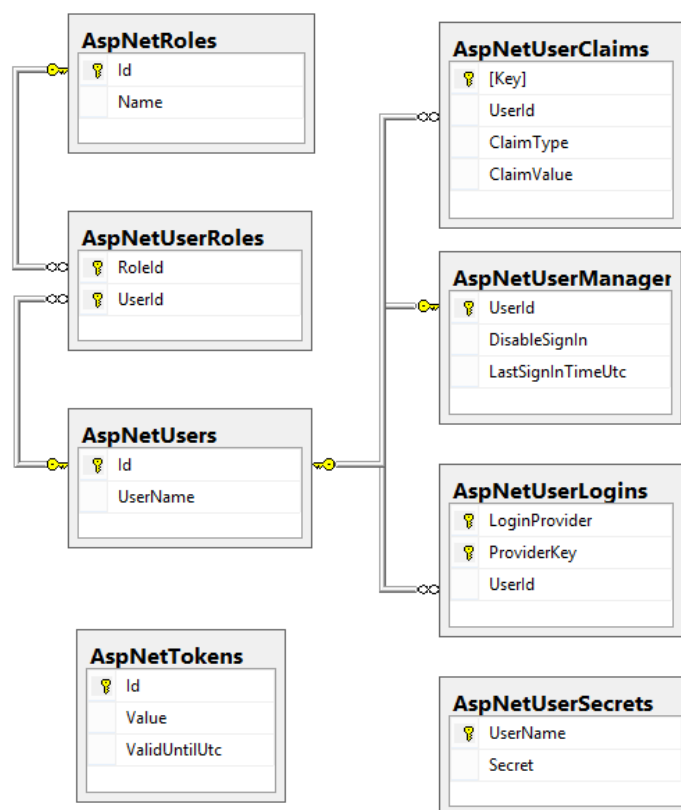 AspNetRoles
Id
Name
AspNetUserRoles
RoleId
UserId
AspNetUsers
Id
UserName
AspNetTokens
Id
Value
ValidUntilUtc
AspNetUserClaims
[Key]
UserId
ClaimType
ClaimValue
AspNetUserManager
UserId
DisableSignIn
LastSignInTimeUtc
AspNetUserLogins
LoginProvider
ProviderKey
UserId
AspNetUserSecrets
UserName
Secret